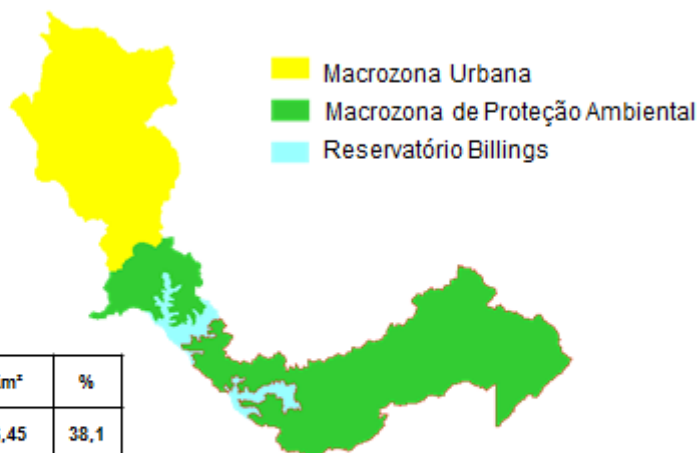 Macrozona Urbana
Macrozona de Proteção Ambiental
Reservatório Billings
%
38,1